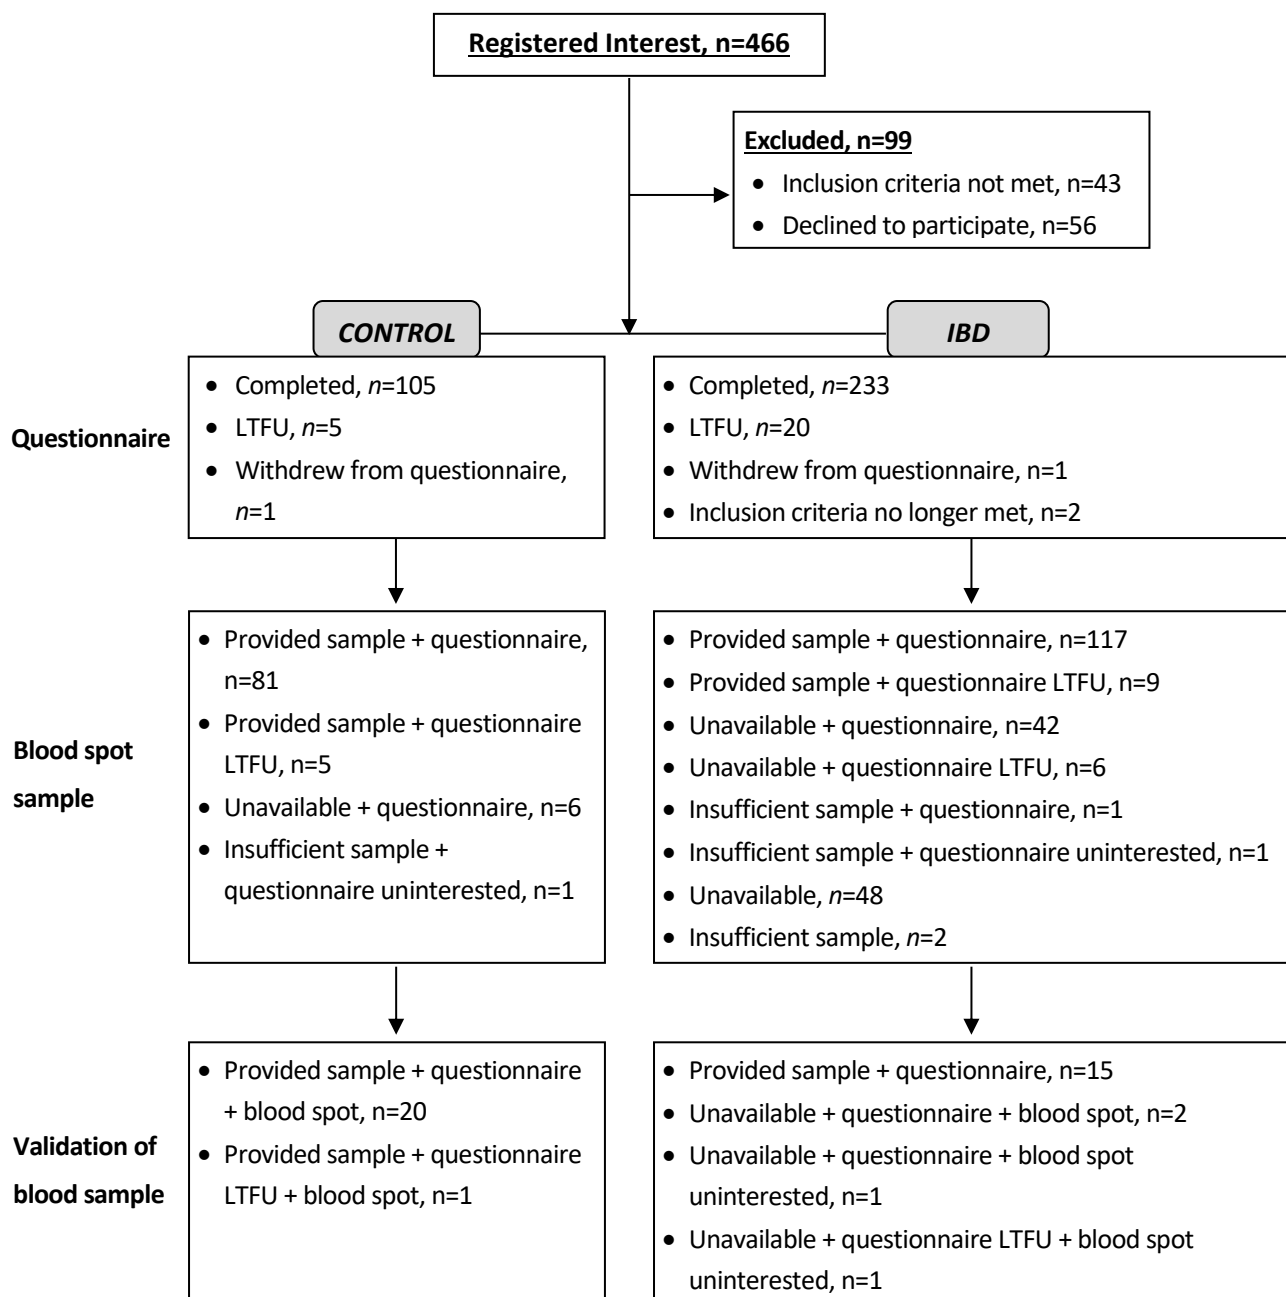 Registered Interest, n=466
Excluded, n=99
• Inclusion criteria not met, n=43
• Declined to participate, n=56
CONTROL
IBD
Questionnaire
• Completed, n=105
• LTFU, n=5
• Withdrew from questionnaire,
n=1
• Completed, n=233
• LTFU, n=20
• Withdrew from questionnaire, n=1
• Inclusion criteria no longer met, n=2
Blood spot
sample
• Provided sample + questionnaire,
n=81
• Provided sample + questionnaire
LTFU, n=5
• Unavailable + questionnaire, n=6
• Insufficient sample +
questionnaire uninterested, n=1
• Provided sample + questionnaire, n=117
• Provided sample + questionnaire LTFU, n=9
• Unavailable + questionnaire, n=42
• Unavailable + questionnaire LTFU, n=6
• Insufficient sample + questionnaire, n=1
• Insufficient sample + questionnaire uninterested, n=1
• Unavailable, n=48
• Insufficient sample, n=2
Validation of
blood sample
• Provided sample + questionnaire
+ blood spot, n=20
• Provided sample + questionnaire
LTFU + blood spot, n=1
• Provided sample + questionnaire, n=15
• Unavailable + questionnaire + blood spot, n=2
• Unavailable + questionnaire + blood spot
uninterested, n=1
• Unavailable + questionnaire LTFU + blood spot
uninterested, n=1